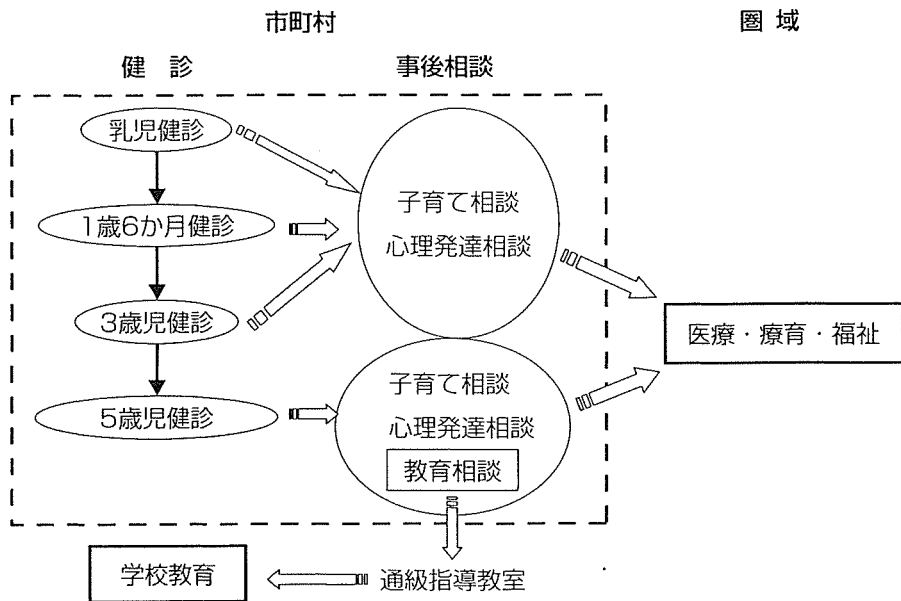 市町村
圏域
健診
事後相談
乳児健診
1歳6か月健診
3歳児健診
5歳児健診
子育て相談
心理発達相談
子育て相談
心理発達相談
教育相談
医療・療育・福祉
通級指導教室
学校教育